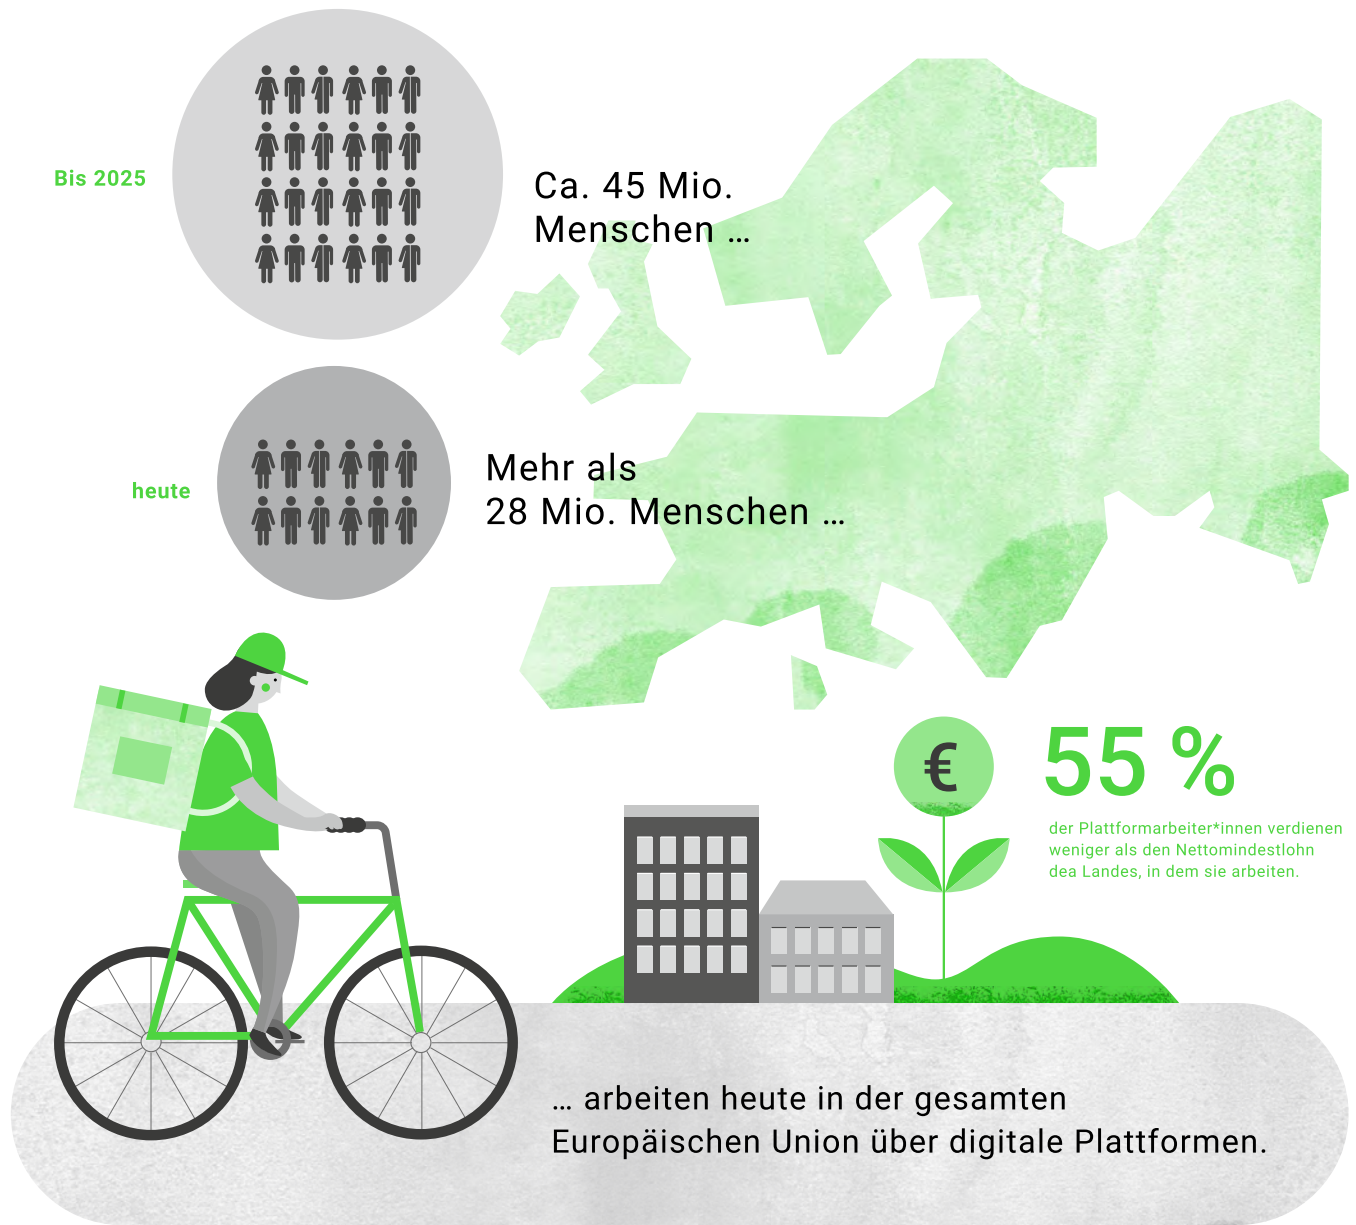 Bis 2025
Ca. 45 Mio.
Menschen ...
heute
Mehr als
28 Mio. Menschen ...
€
55 %
der Plattformarbeiter*innen verdienen
weniger als den Nettomindestlohn
dea Landes, in dem sie arbeiten.
... arbeiten heute in der gesamten
Europäischen Union über digitale Plattformen.